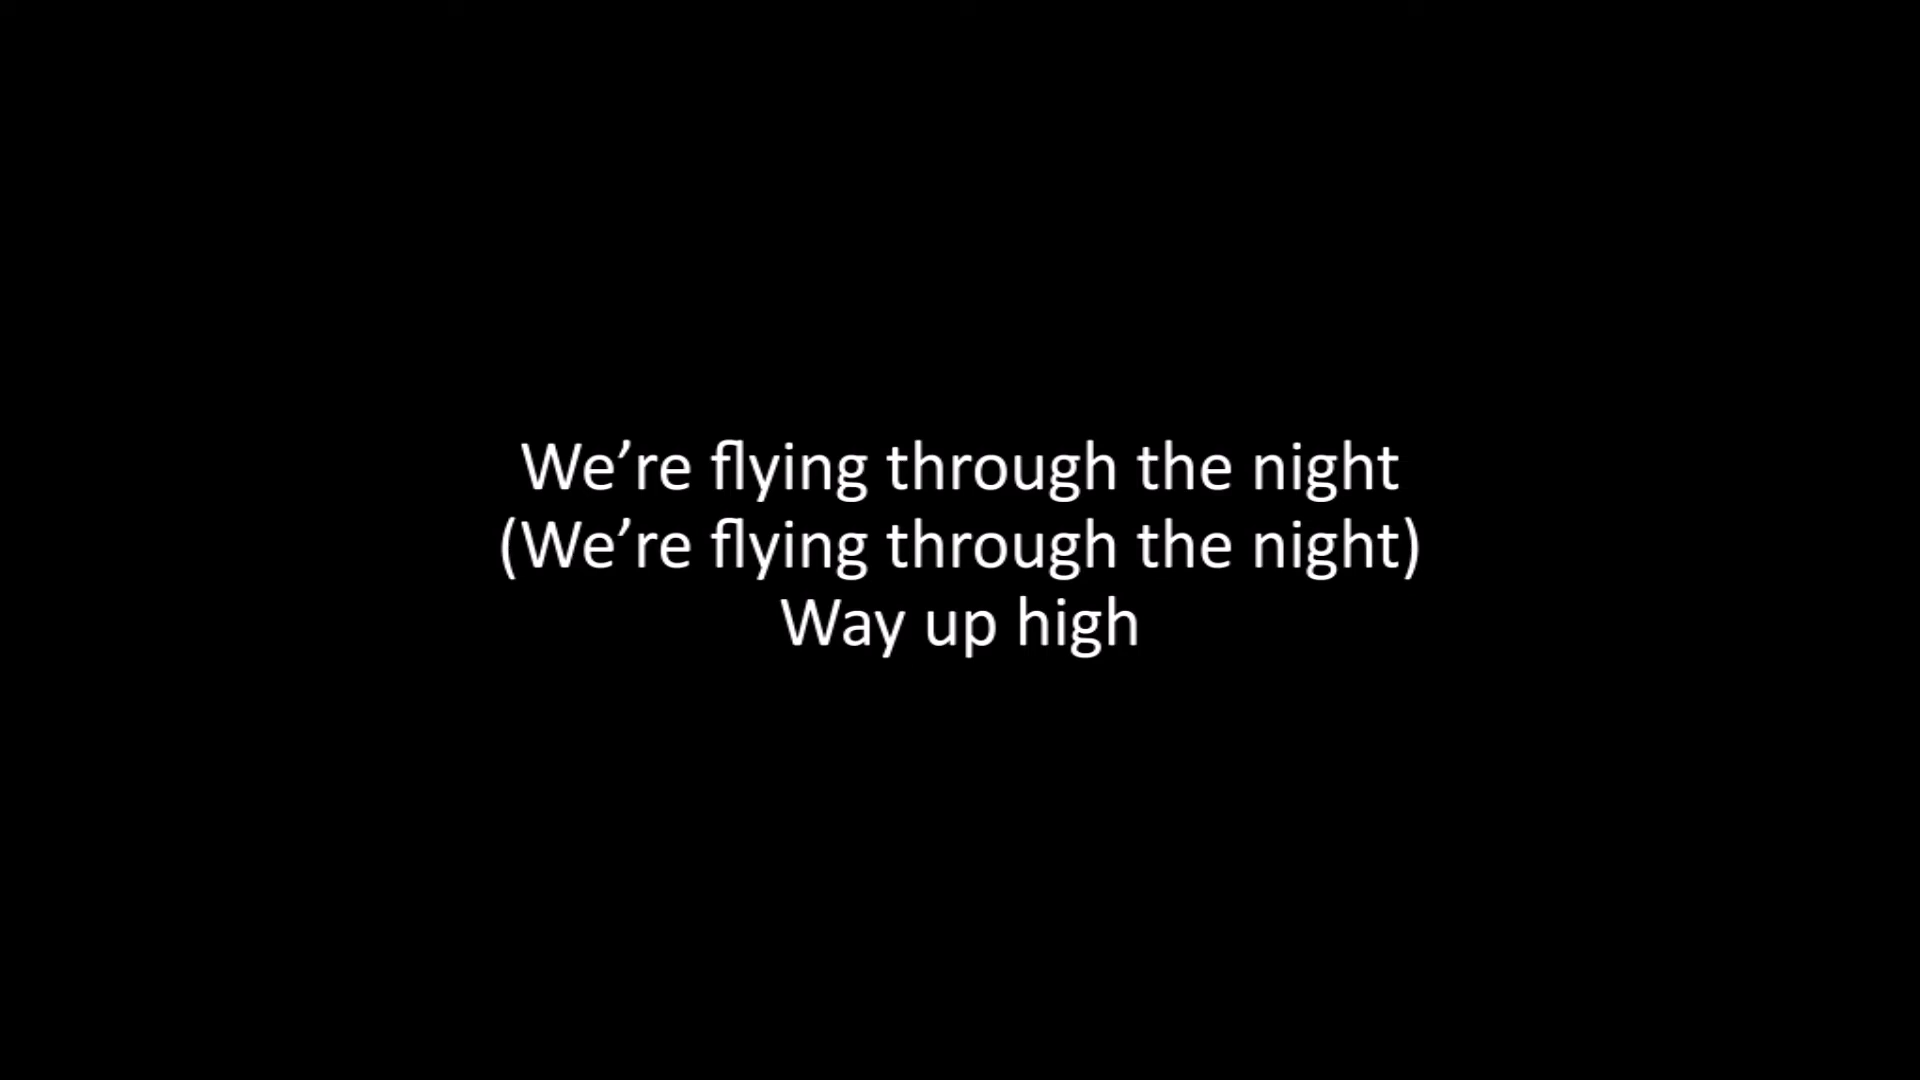 We’re flying through the night
(We’re flying through the night)
Way up high